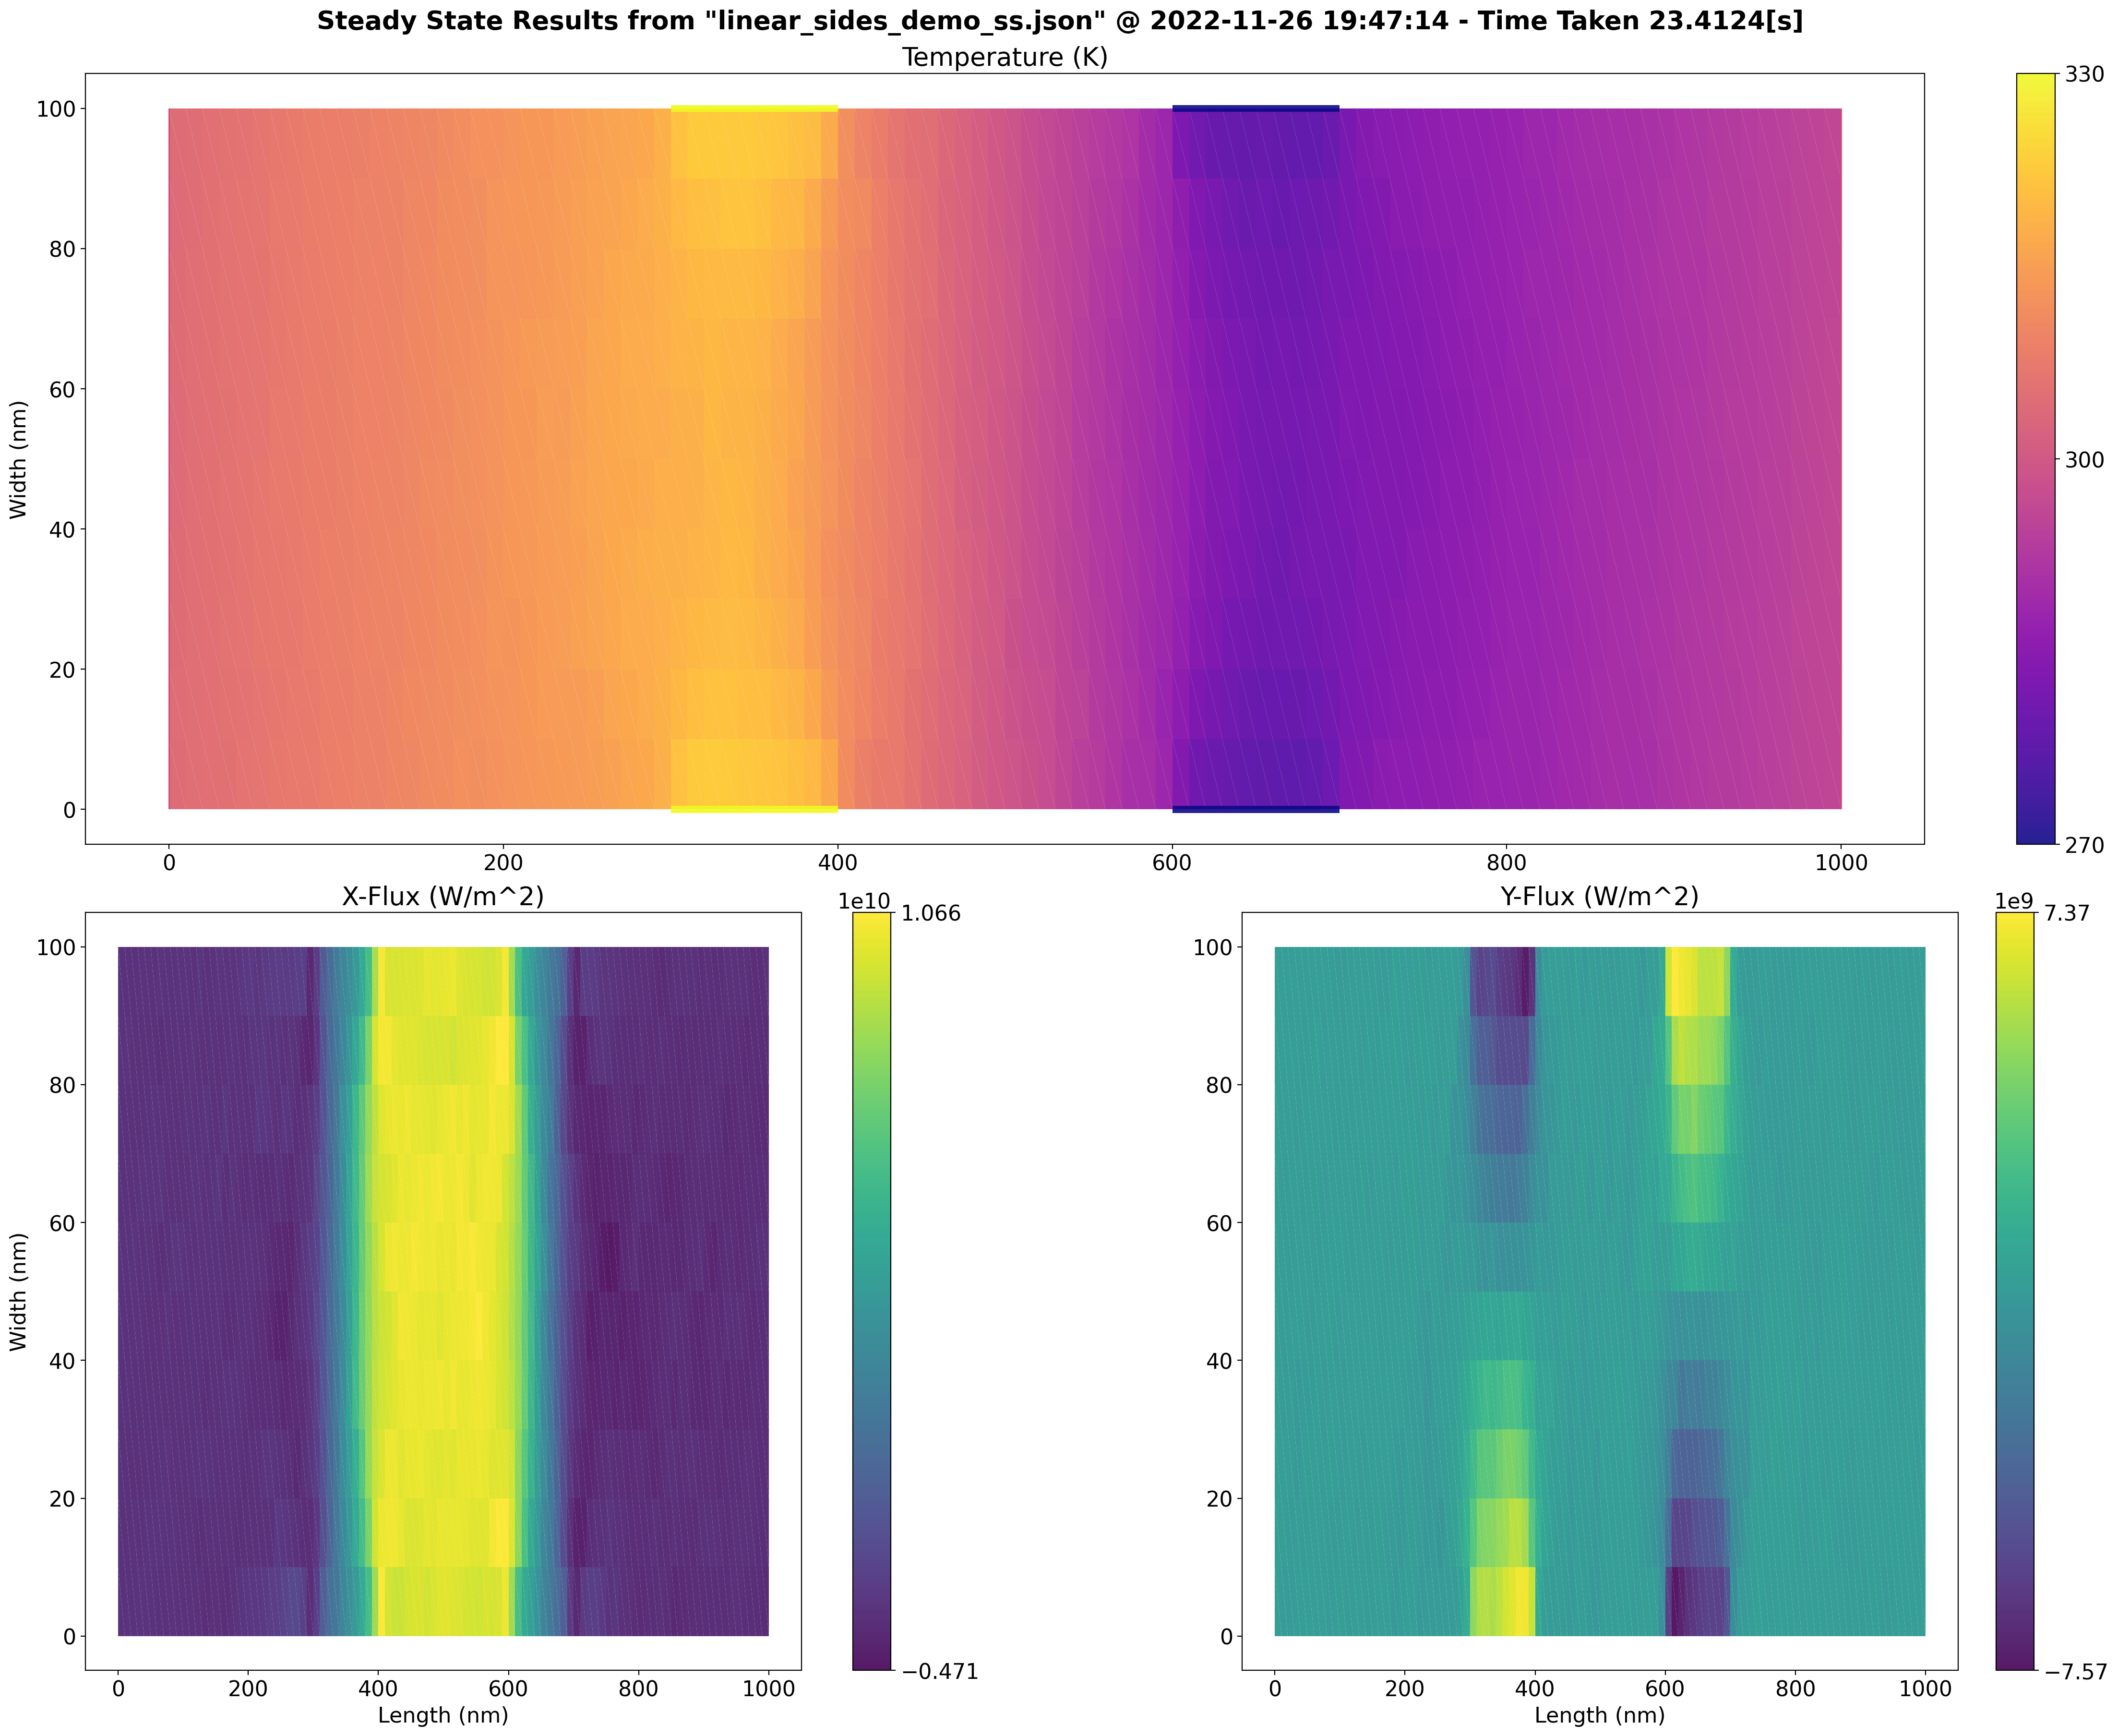 Steady State Results from "linear_sides_demo_ss.json" @ 2022-11-26 19:47:14 - Time Taken 23.4124[s]
Temperature (K)
100
80
60
40
20
0
Width (nm)
0 200 400 600 800 1000
330
300
270
X-Flux (W/m^2)
100
80
60
40
20
0
Width (nm)
0 200 400 600 800 1000
Length (nm)
1e10
1.066
−0.471
Y-Flux (W/m^2)
100
80
60
40
20
0
0 200 400 600 800 1000
Length (nm)
1e9
7.37
−7.57